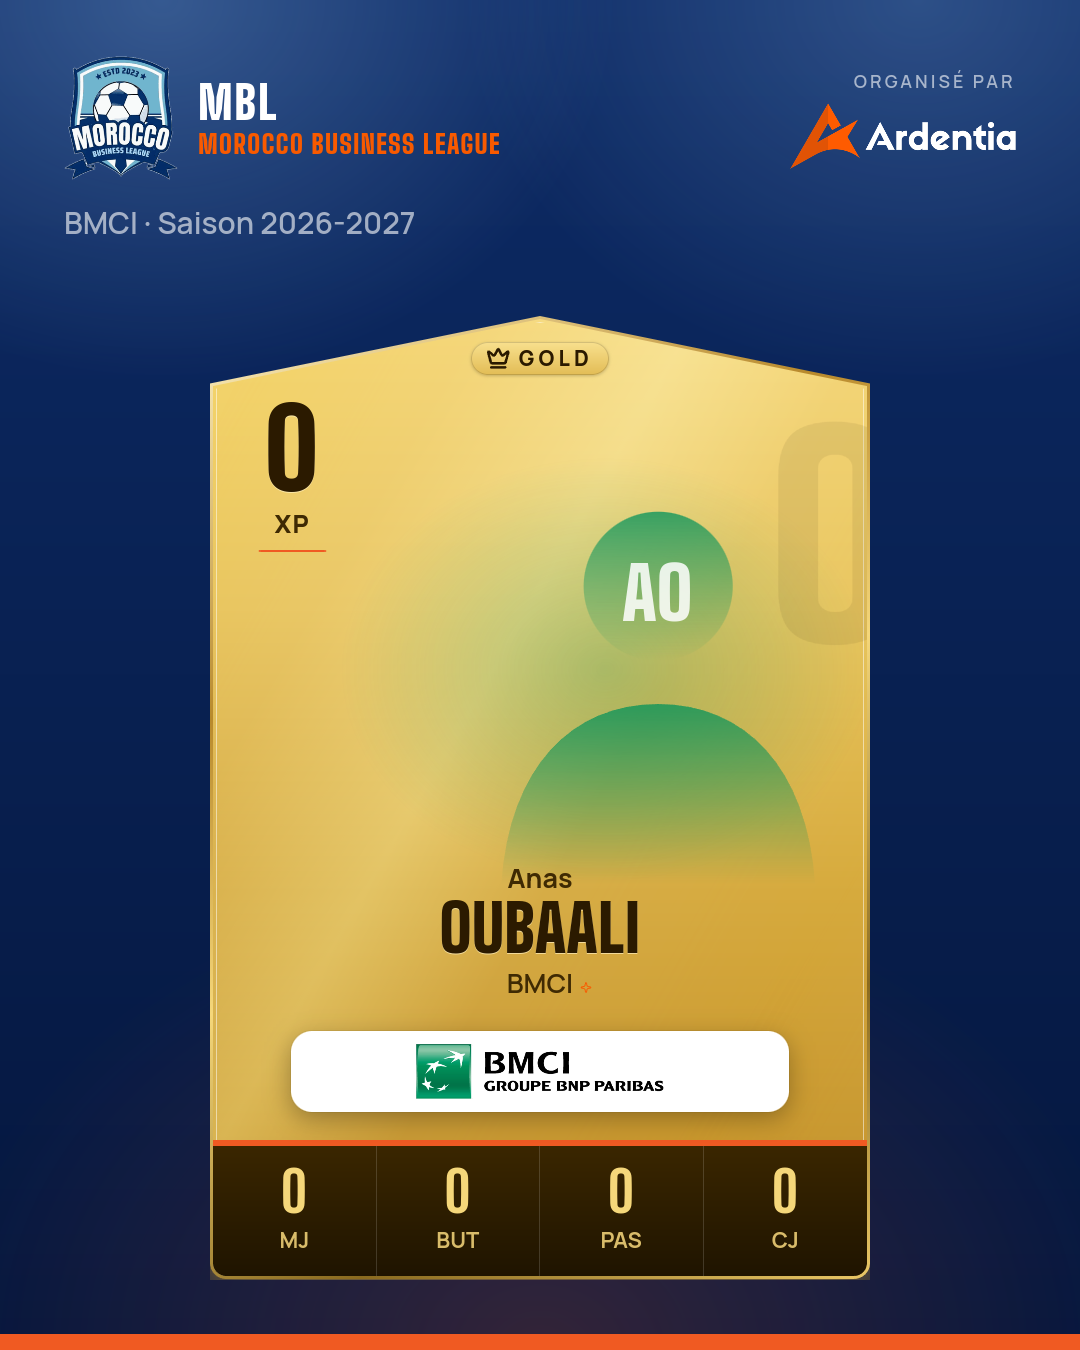 ESTD 2023
MOROCCO
BUSINESS LEAGUE
MBL
MOROCCO BUSINESS LEAGUE
ORGANISÉ PAR
Ardentia
BMCI · Saison 2026-2027
GOLD
0
XP
0
AO
Anas
OUBAALI
BMCI
BMCI
GROUPE BNP PARIBAS
0 0 0 0
MJ BUT PAS CJ